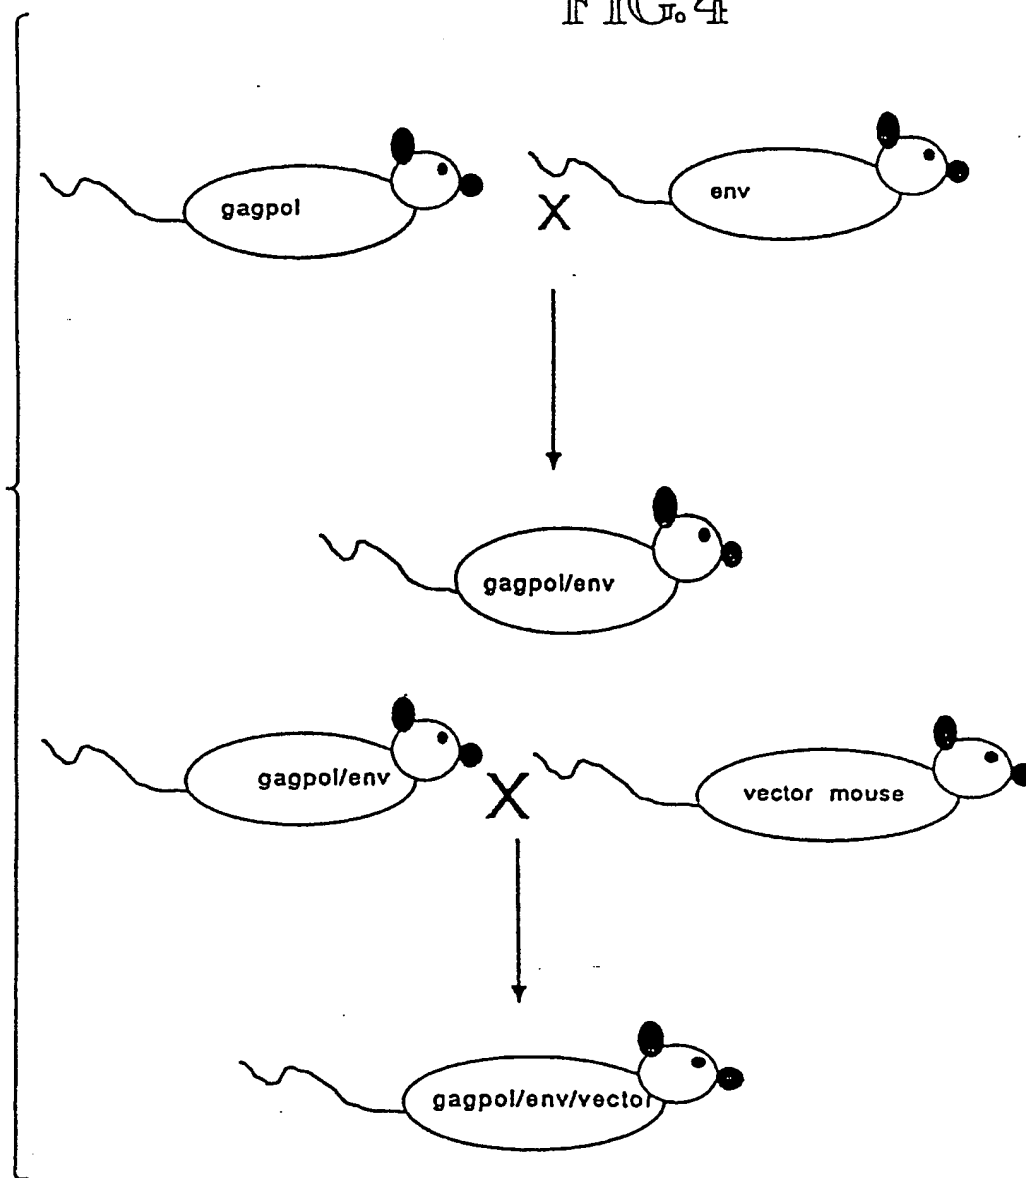 FIG. 4
gagpol
X
env
gagpol/env
gagpol/env
X
vector mouse
gagpol/env/vector